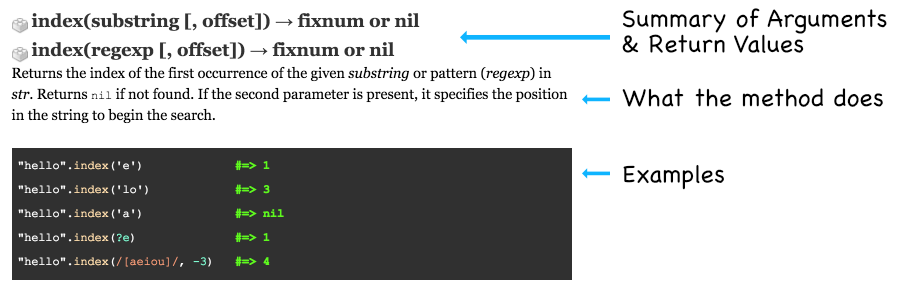 index(substring [, offset]) → fixnum or nil
index(regexp [, offset]) → fixnum or nil
Returns the index of the first occurrence of the given substring or pattern (regexp) in
str. Returns nil if not found. If the second parameter is present, it specifies the position
in the string to begin the search.
"hello".index('e') #=> 1
"hello".index('lo') #=> 3
"hello".index('a') #=> nil
"hello".index(?e) #=> 1
"hello".index(/[aeiou]/, -3) #=> 4
Summary of Arguments
& Return Values
What the method does
Examples